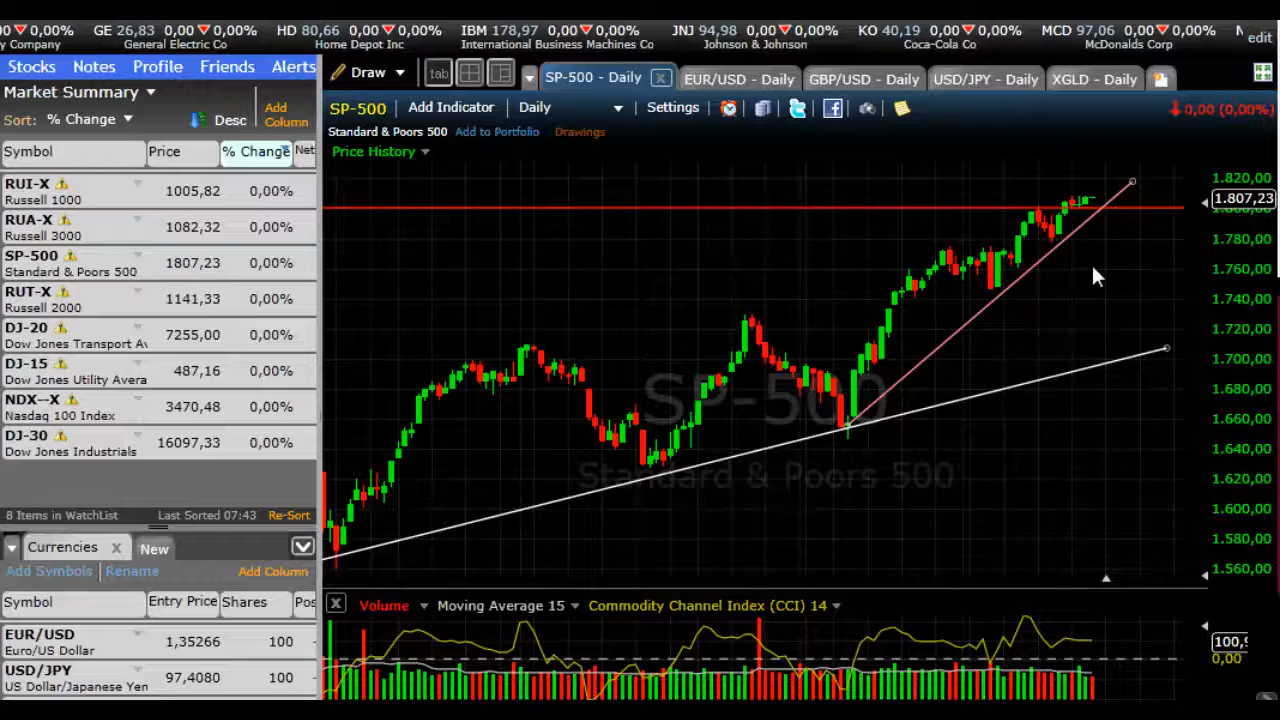 00 ▼0,00% GE 26,83 0,00 ▼0,00% HD 80,66 0,00 ▼0,00% IBM 178,97 0,00 ▼0,00% JNJ 94,98 0,00 ▼0,00% KO 40,19 0,00 ▼0,00% MCD 97,06 0,00 ▼0,00%
y Company General Electric Co Home Depot Inc International Business Machines Co Johnson & Johnson Coca-Cola Co McDonalds Corp
edit
Stocks Notes Profile Friends Alerts
Market Summary
Sort: % Change Desc Add Column
Symbol Price % Change Net
RUI-X 1005,82 0,00%
Russell 1000
RUA-X 1082,32 0,00%
Russell 3000
SP-500 1807,23 0,00%
Standard & Poors 500
RUT-X 1141,33 0,00%
Russell 2000
DJ-20 7255,00 0,00%
Dow Jones Transport Av
DJ-15 487,16 0,00%
Dow Jones Utility Avera
NDX--X 3470,48 0,00%
Nasdaq 100 Index
DJ-30 16097,33 0,00%
Dow Jones Industrials
8 Items in WatchList Last Sorted 07:43 Re-Sort
Currencies New
Add Symbols Rename Add Column
Symbol Entry Price Shares Pos
EUR/USD 1,35266 100
Euro/US Dollar
USD/JPY 97,4080 100
US Dollar/Japanese Yen
Draw tab SP-500 - Daily EUR/USD - Daily GBP/USD - Daily USD/JPY - Daily XGLD - Daily
SP-500 Add Indicator Daily Settings 0,00 (0,00%)
Standard & Poors 500 Add to Portfolio Drawings
Price History
1.820,00
1.807,23
1.780,00
1.760,00
1.740,00
1.720,00
1.700,00
1.680,00
1.660,00
1.640,00
1.620,00
1.600,00
1.580,00
1.560,00
SP-500
Standard & Poors 500
Volume Moving Average 15 Commodity Channel Index (CCI) 14
100,9
0,00